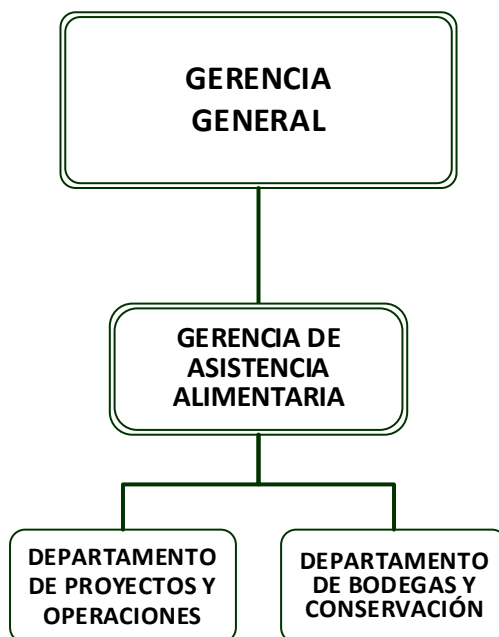 GERENCIA
GENERAL
GERENCIA DE
ASISTENCIA
ALIMENTARIA
DEPARTAMENTO
DE PROYECTOS Y
OPERACIONES
DEPARTAMENTO
DE BODEGAS Y
CONSERVACIÓN